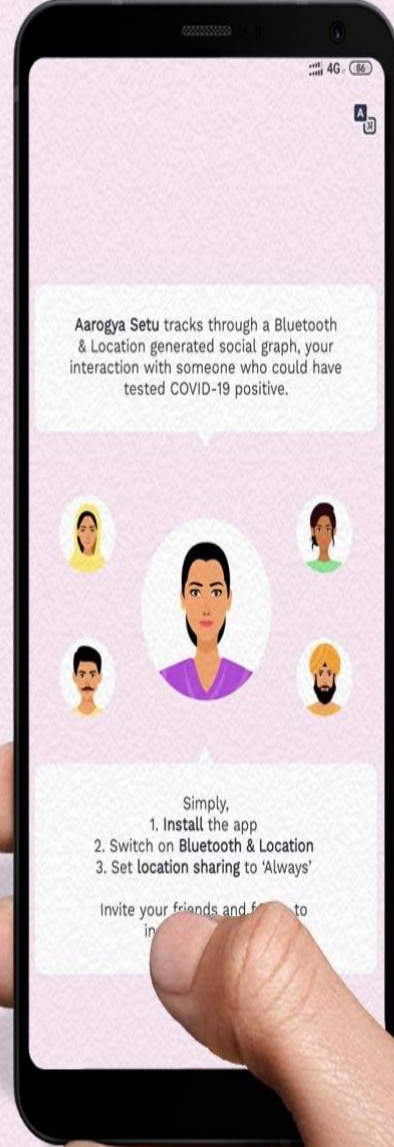 4G 86
A अ
Aarogya Setu tracks through a Bluetooth
& Location generated social graph, your
interaction with someone who could have
tested COVID-19 positive.
Simply,
1. Install the app
2. Switch on Bluetooth & Location
3. Set location sharing to 'Always'
Invite your friends and to
in